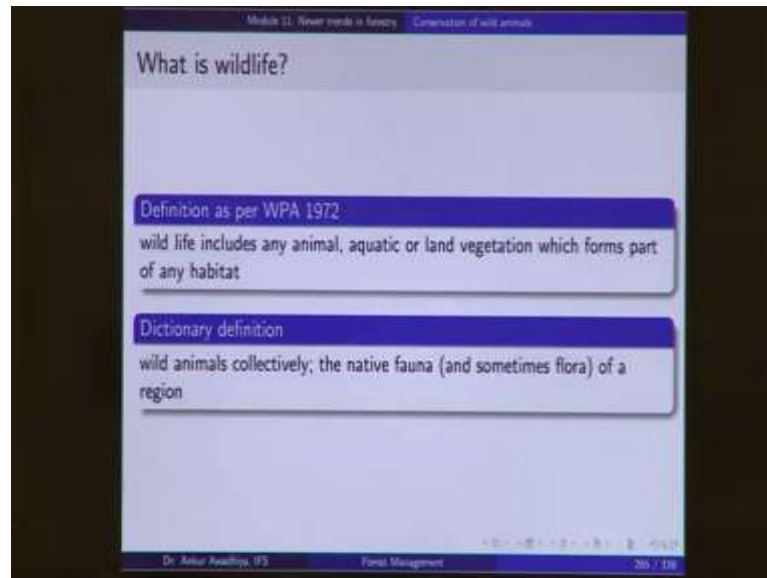 Module 11: Newer trends in forestry Conservation of wild animals
What is wildlife?
Definition as per WPA 1972
wild life includes any animal, aquatic or land vegetation which forms part
of any habitat
Dictionary definition
wild animals collectively; the native fauna (and sometimes flora) of a
region
Dr. Ankur Awadhiya, IFS Forest Management